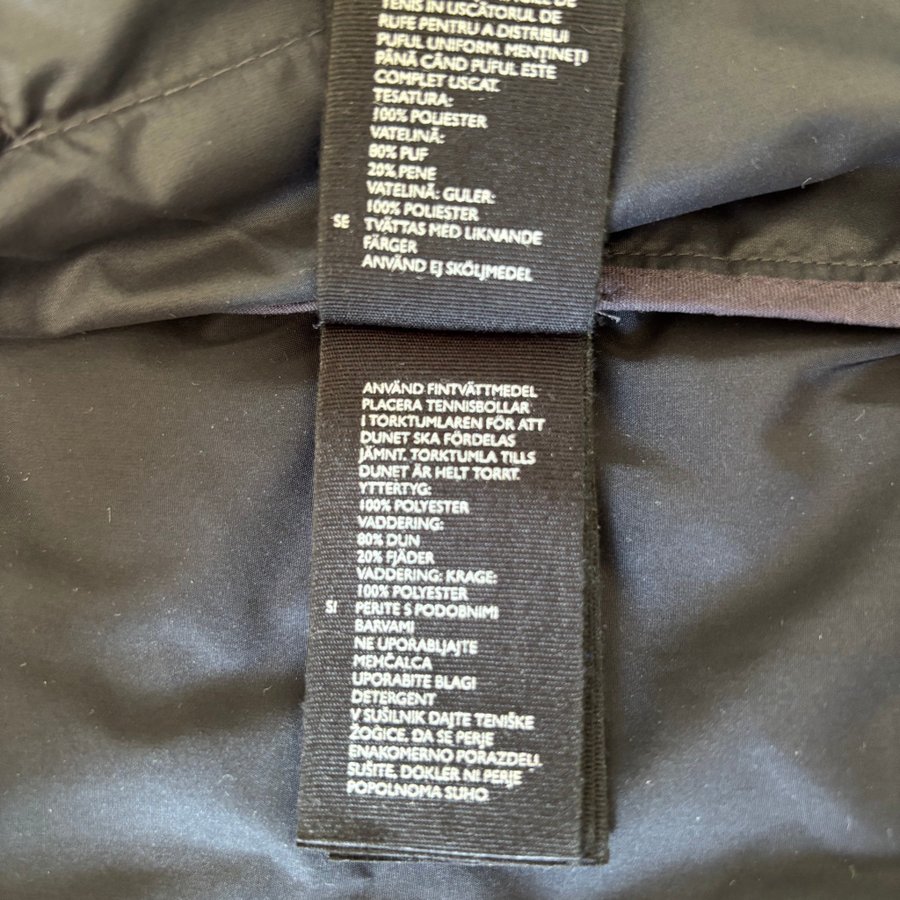 TENIS IN USCĂTORUL DE
RUFE PENTRU A DISTRIBUI
PUFUL UNIFORM. MENȚINEȚI
PÂNĂ CÂND PUFUL ESTE
COMPLET USCAT.
ȚESĂTURA:
100% POLIESTER
VATELINĂ:
80% PUF
20% PENE
VATELINĂ: GULER:
100% POLIESTER
SE TVÄTTAS MED LIKNANDE
FÄRGER
ANVÄND EJ SKÖLJMEDEL
ANVÄND FINTVÄTTMEDEL
PLACERA TENNISBOLLAR
I TORKTUMLAREN FÖR ATT
DUNET SKA FÖRDELAS
JÄMNT. TORKTUMLA TILLS
DUNET ÄR HELT TORRT.
YTTERTYG:
100% POLYESTER
VADDERING:
80% DUN
20% FJÄDER
VADDERING: KRAGE:
100% POLYESTER
SI PERITE S PODOBNIMI
BARVAMI
NE UPORABLJAJTE
MEHČALCA
UPORABITE BLAGI
DETERGENT
V SUŠILNIK DAJTE TENIŠKE
ŽOGICE, DA SE PERJE
ENAKOMERNO PORAZDELI.
SUŠITE, DOKLER NI PERJE
POPOLNOMA SUHO.